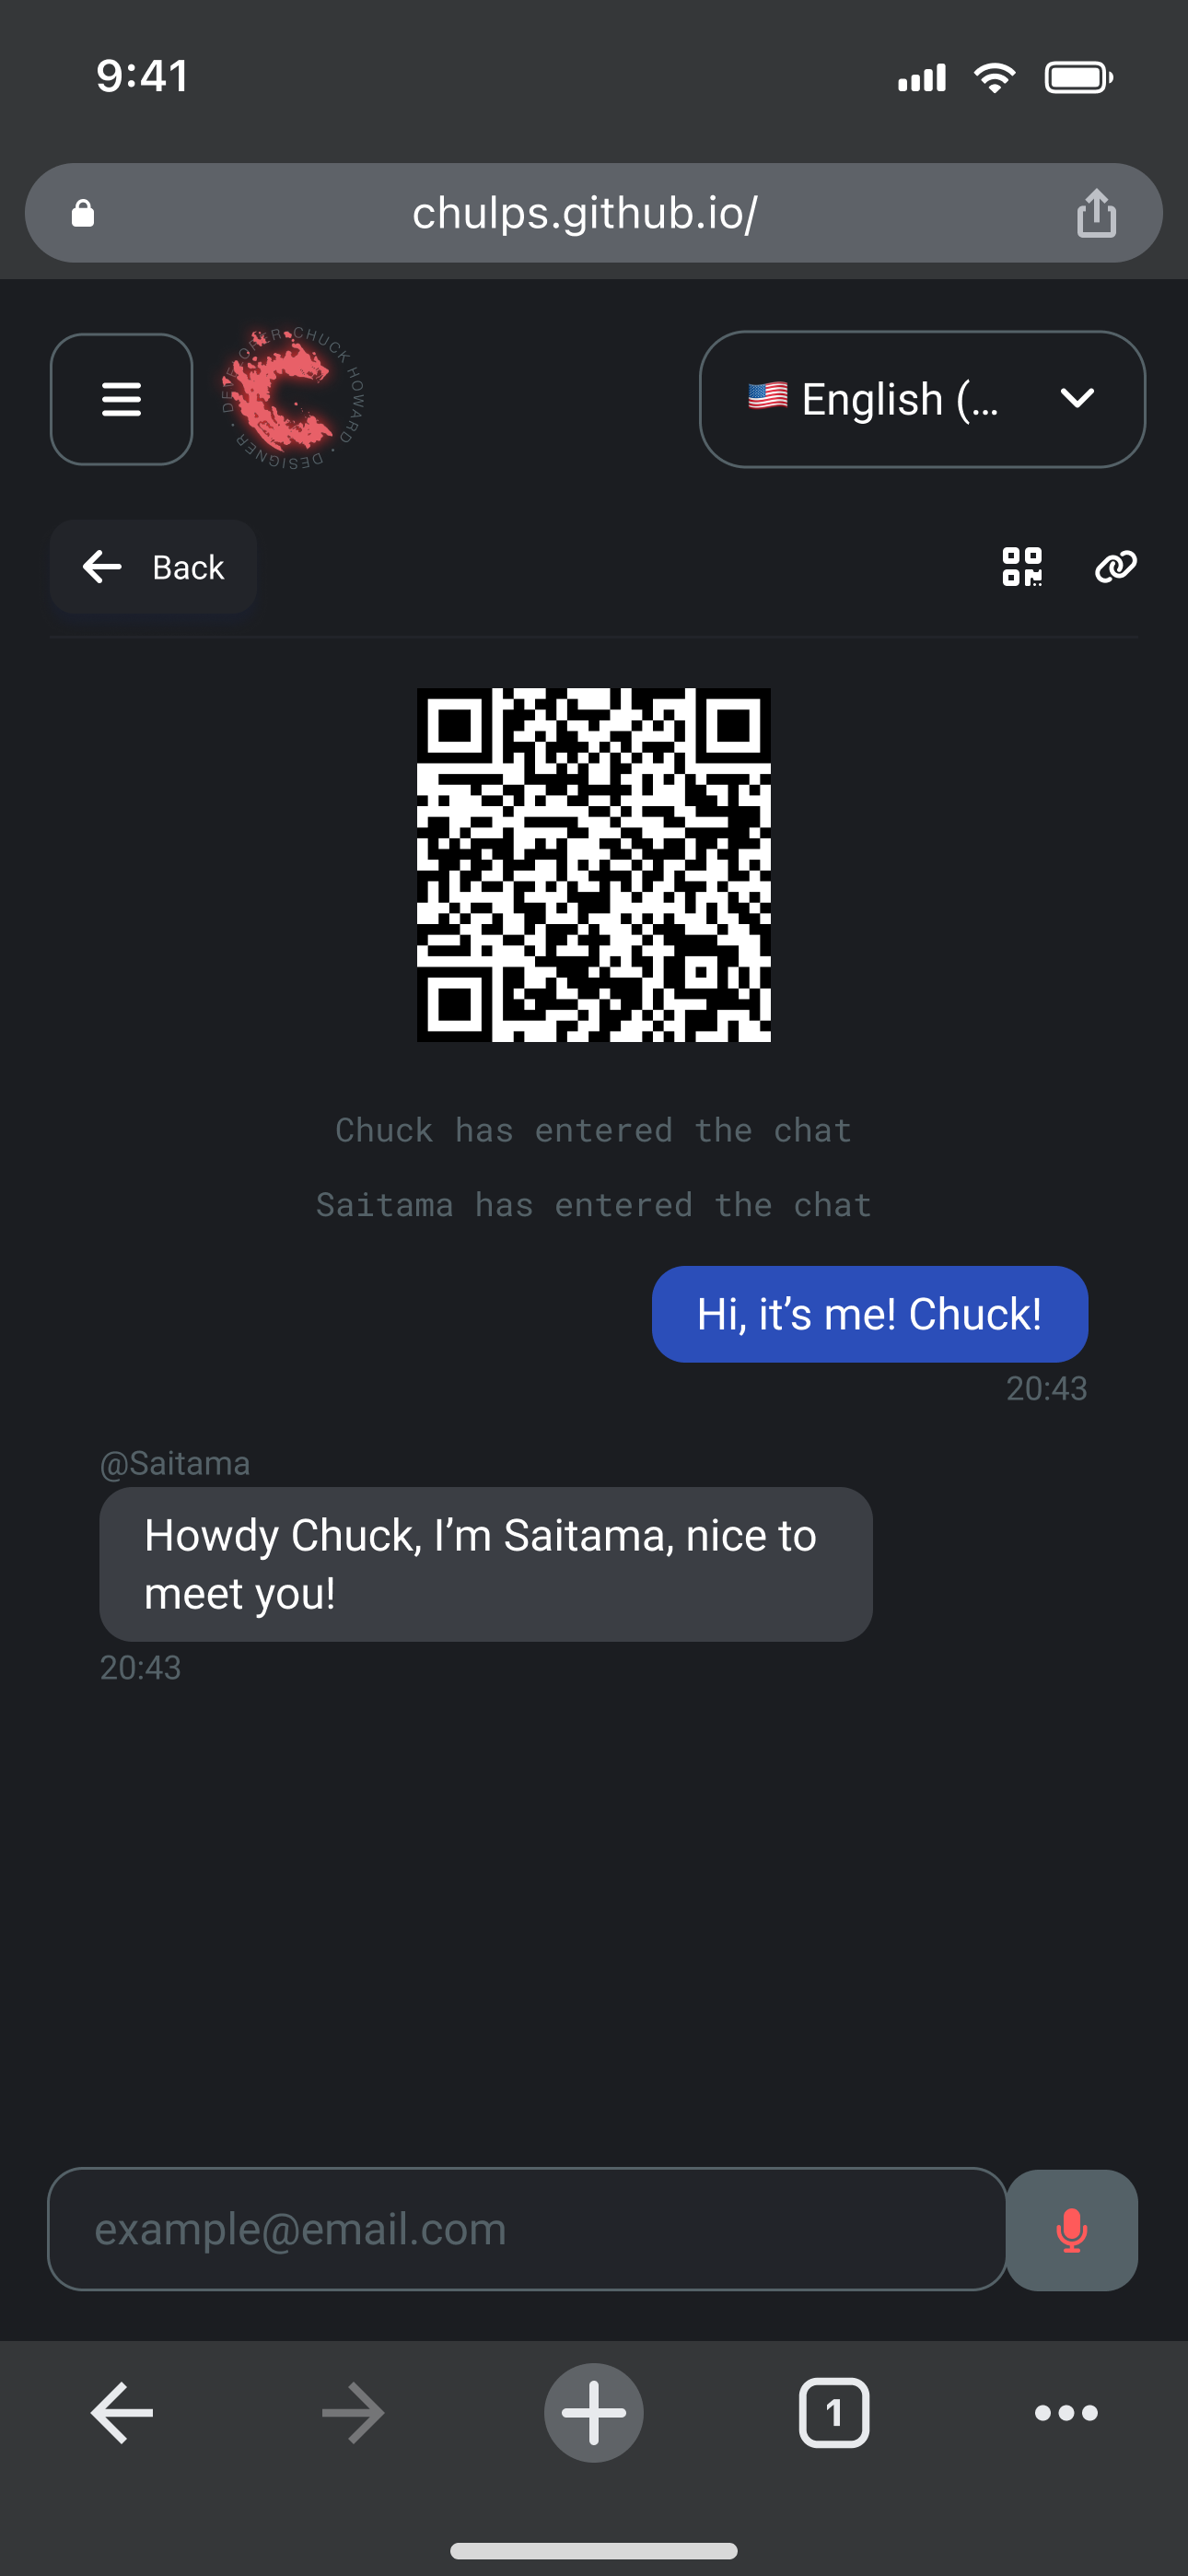 9:41
chulps.github.io/
CHUCK HOWARD • DESIGNER • DEVELOPER
🇺🇸 English (...
Back
Chuck has entered the chat
Saitama has entered the chat
Hi, it’s me! Chuck!
20:43
@Saitama
Howdy Chuck, I’m Saitama, nice to
meet you!
20:43
example@email.com
1